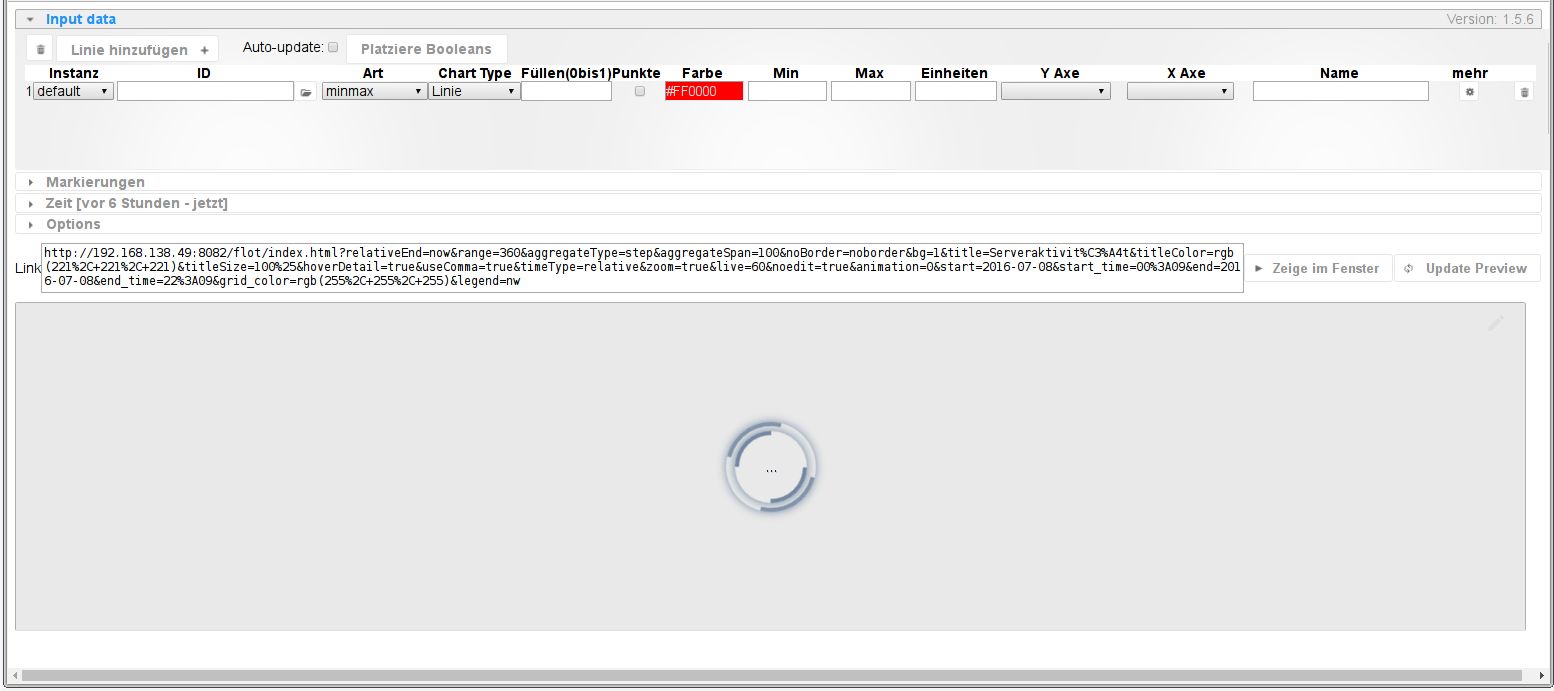 Input data Version: 1.5.6
Linie hinzufügen + Auto-update: Platziere Booleans
Instanz ID Art Chart Type Füllen(0bis1) Punkte Farbe Min Max Einheiten Y Axe X Axe Name mehr
1 default minmax Linie #FF0000
Markierungen
Zeit [vor 6 Stunden - jetzt]
Options
http://192.168.138.49:8082/flot/index.html?relativeEnd=now&range=360&aggregateType=step&aggregateSpan=100&noBorder=noborder&bg=1&title=Serveraktivit%C3%A4t&titleColor=rgb
Link (221%2C+221%2C+221)&titleSize=100%25&hoverDetail=true&useComma=true&timeType=relative&zoom=true&live=60&noedit=true&animation=0&start=2016-07-08&start_time=00%3A09&end=201 Zeige im Fenster Update Preview
6-07-08&end_time=22%3A09&grid_color=rgb(255%2C+255%2C+255)&legend=nw
...